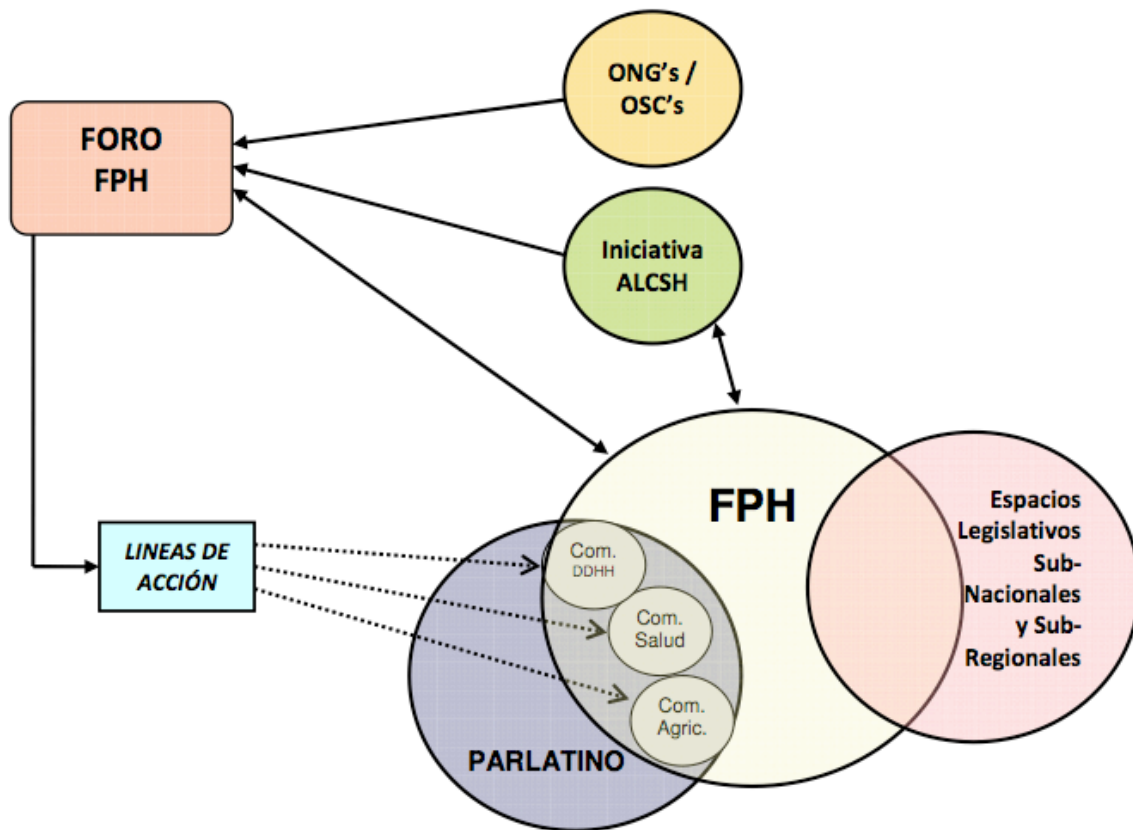 ONG's /
OSC's
FORO
FPH
Iniciativa
ALCSH
FPH
Espacios
Legislativos
Sub-
Nacionales
y Sub-
Regionales
LINEAS DE
ACCIÓN
Com.
DDHH
Com.
Salud
Com.
Agric.
PARLATINO